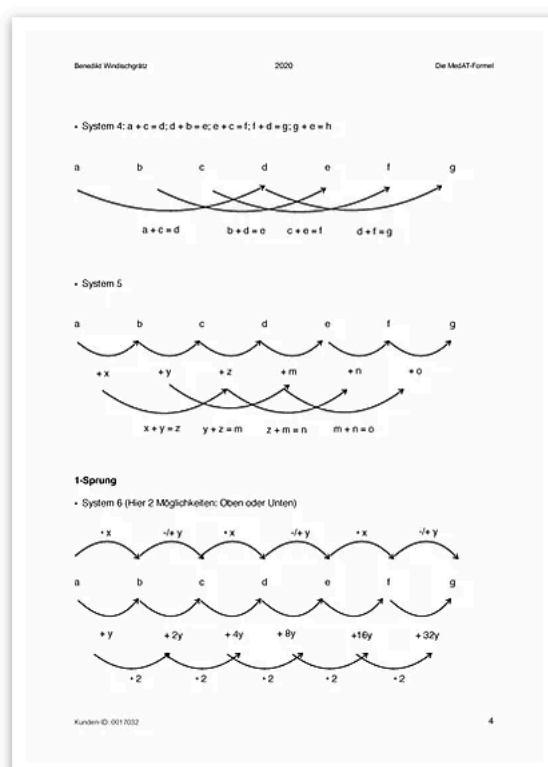 Benedikt Windischgrätz 2020 Die MedAT-Formel
• System 4: a + c = d; d + b = e; e + c = f; f + d = g; g + e = h
a b c d e f g
a + c = d b + d = e c + e = f d + f = g
• System 5
a b c d e f g
+ x + y + z + m + n + o
x + y = z y + z = m z + m = n m + n = o
1-Sprung
• System 6 (Hier 2 Möglichkeiten: Oben oder Unten)
• x -/+ y • x -/+ y • x -/+ y
a b c d e f g
+ y + 2y + 4y + 8y +16y + 32y
• 2 • 2 • 2 • 2 • 2
Kunden-ID: 0017032 4